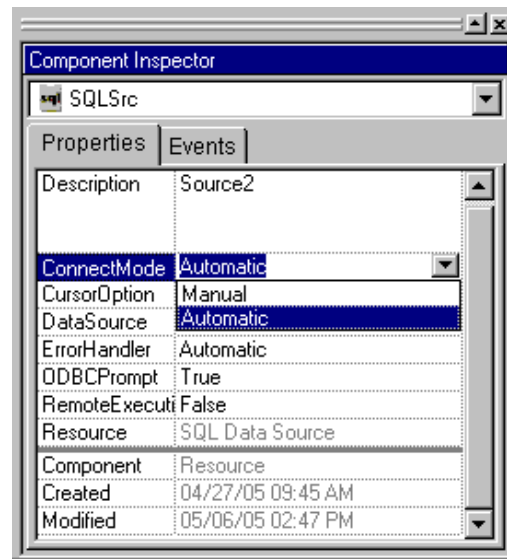 Component Inspector
sql SQLSrc
Properties Events
Description Source2
ConnectMode Automatic
CursorOption Manual
DataSource Automatic
ErrorHandler Automatic
ODBCPrompt True
RemoteExecuti False
Resource SQL Data Source
Component Resource
Created 04/27/05 09:45 AM
Modified 05/06/05 02:47 PM